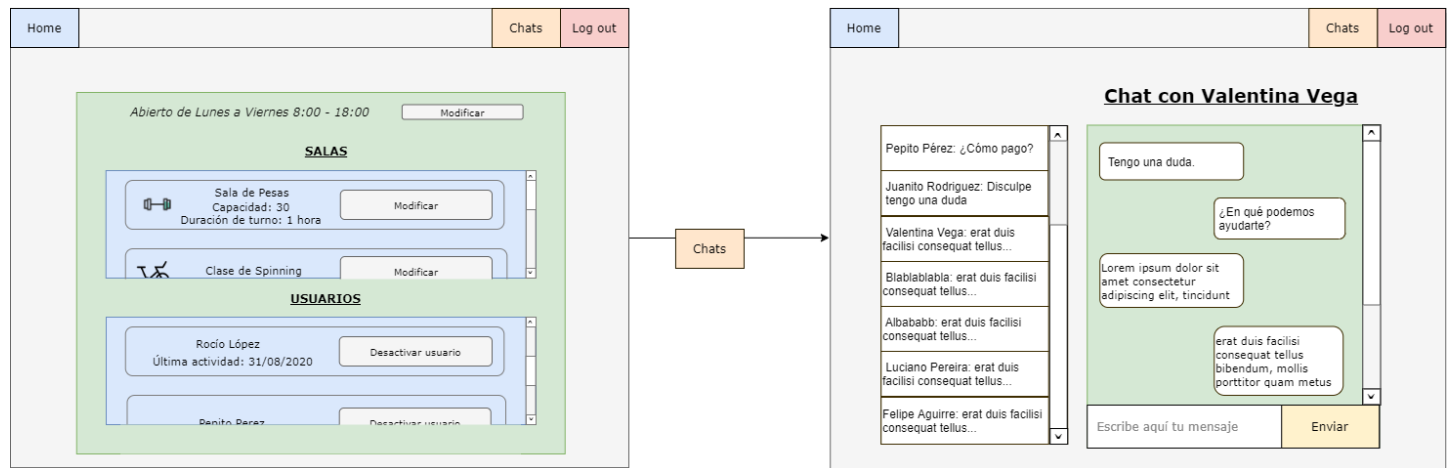 Home
Chats
Log out
Abierto de Lunes a Viernes 8:00 - 18:00
Modificar
SALAS
Sala de Pesas
Capacidad: 30
Duración de turno: 1 hora
Modificar
Clase de Spinning
Modificar
USUARIOS
Rocío López
Última actividad: 31/08/2020
Desactivar usuario
Pepito Perez
Desactivar usuario
Chats
Home
Chats
Log out
Chat con Valentina Vega
Pepito Pérez: ¿Cómo pago?
Juanito Rodriguez: Disculpe
tengo una duda
Valentina Vega: erat duis
facilisi consequat tellus...
Blablablabla: erat duis facilisi
consequat tellus...
Albababb: erat duis facilisi
consequat tellus...
Luciano Pereira: erat duis
facilisi consequat tellus...
Felipe Aguirre: erat duis facilisi
consequat tellus...
Tengo una duda.
¿En qué podemos
ayudarte?
Lorem ipsum dolor sit
amet consectetur
adipiscing elit, tincidunt
erat duis facilisi
consequat tellus
bibendum, mollis
porttitor quam metus
Escribe aquí tu mensaje
Enviar